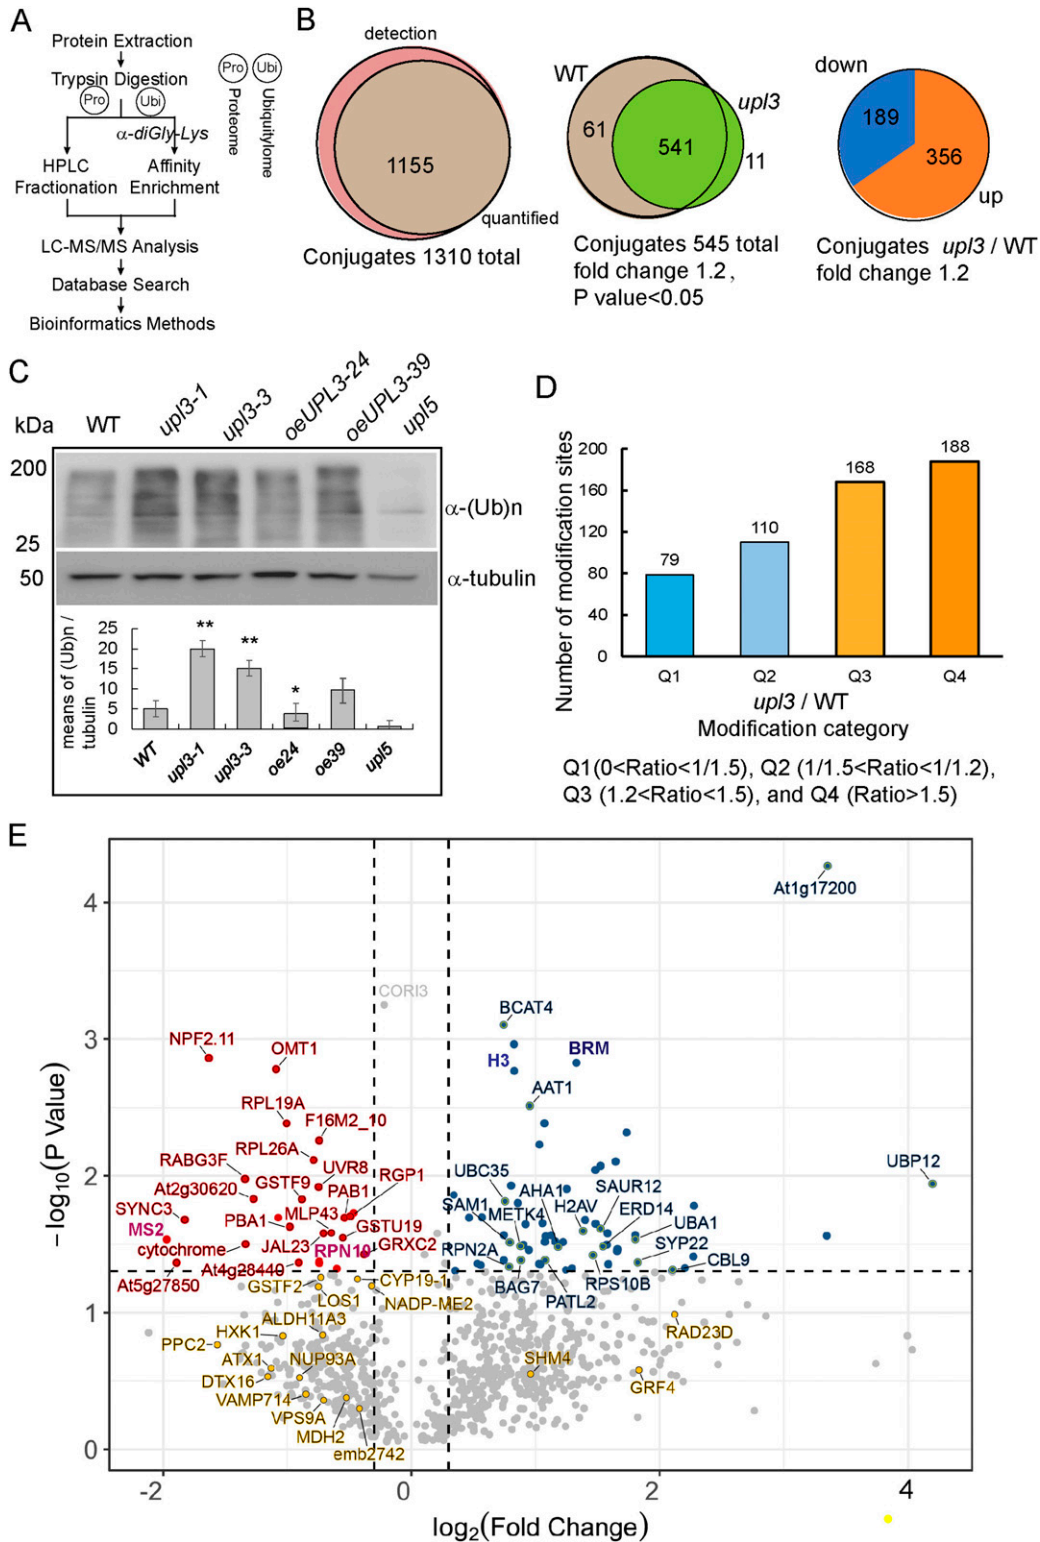 A
Protein Extraction
Trypsin Digestion
Pro
Ubi
α-diGly-Lys
HPLC
Fractionation
Affinity
Enrichment
LC-MS/MS Analysis
Database Search
Bioinformatics Methods
Pro
Ubi
Proteome
Ubiquitylome
B
detection
1155
quantified
Conjugates 1310 total
WT
upl3
61
541
11
Conjugates 545 total
fold change 1.2 ,
P value<0.05
down
189
356
up
Conjugates upl3 / WT
fold change 1.2
C
kDa
WT
upl3-1
upl3-3
oeUPL3-24
oeUPL3-39
upl5
200
25
50
α-(Ub)n
α-tubulin
means of (Ub)n /
tubulin
25
20
15
10
5
0
**
**
*
WT
upl3-1
upl3-3
oe24
oe39
upl5
D
Number of modification sites
200
160
120
80
40
0
79
110
168
188
Q1
Q2
Q3
Q4
upl3 / WT
Modification category
Q1(0<Ratio<1/1.5), Q2 (1/1.5<Ratio<1/1.2),
Q3 (1.2<Ratio<1.5), and Q4 (Ratio>1.5)
E
−log10(P Value)
4
3
2
1
0
At1g17200
CORI3
BCAT4
NPF2.11
OMT1
H3
BRM
AAT1
RPL19A
F16M2_10
RPL26A
RABG3F
UVR8
RGP1
UBC35
UBP12
At2g30620
GSTF9
PAB1
AHA1
SAUR12
SYNC3
MLP43
SAM1
METK4
H2AV
ERD14
MS2
PBA1
GSTU19
UBA1
cytochrome
JAL23
RPN10
GRXC2
RPN2A
SYP22
CBL9
At5g27850
At4g28440
BAG7
RPS10B
PATL2
GSTF2
CYP19-1
LOS1
NADP-ME2
ALDH11A3
HXK1
PPC2
RAD23D
ATX1
NUP93A
SHM4
DTX16
GRF4
VAMP714
VPS9A
MDH2
emb2742
-2
0
2
4
log2(Fold Change)